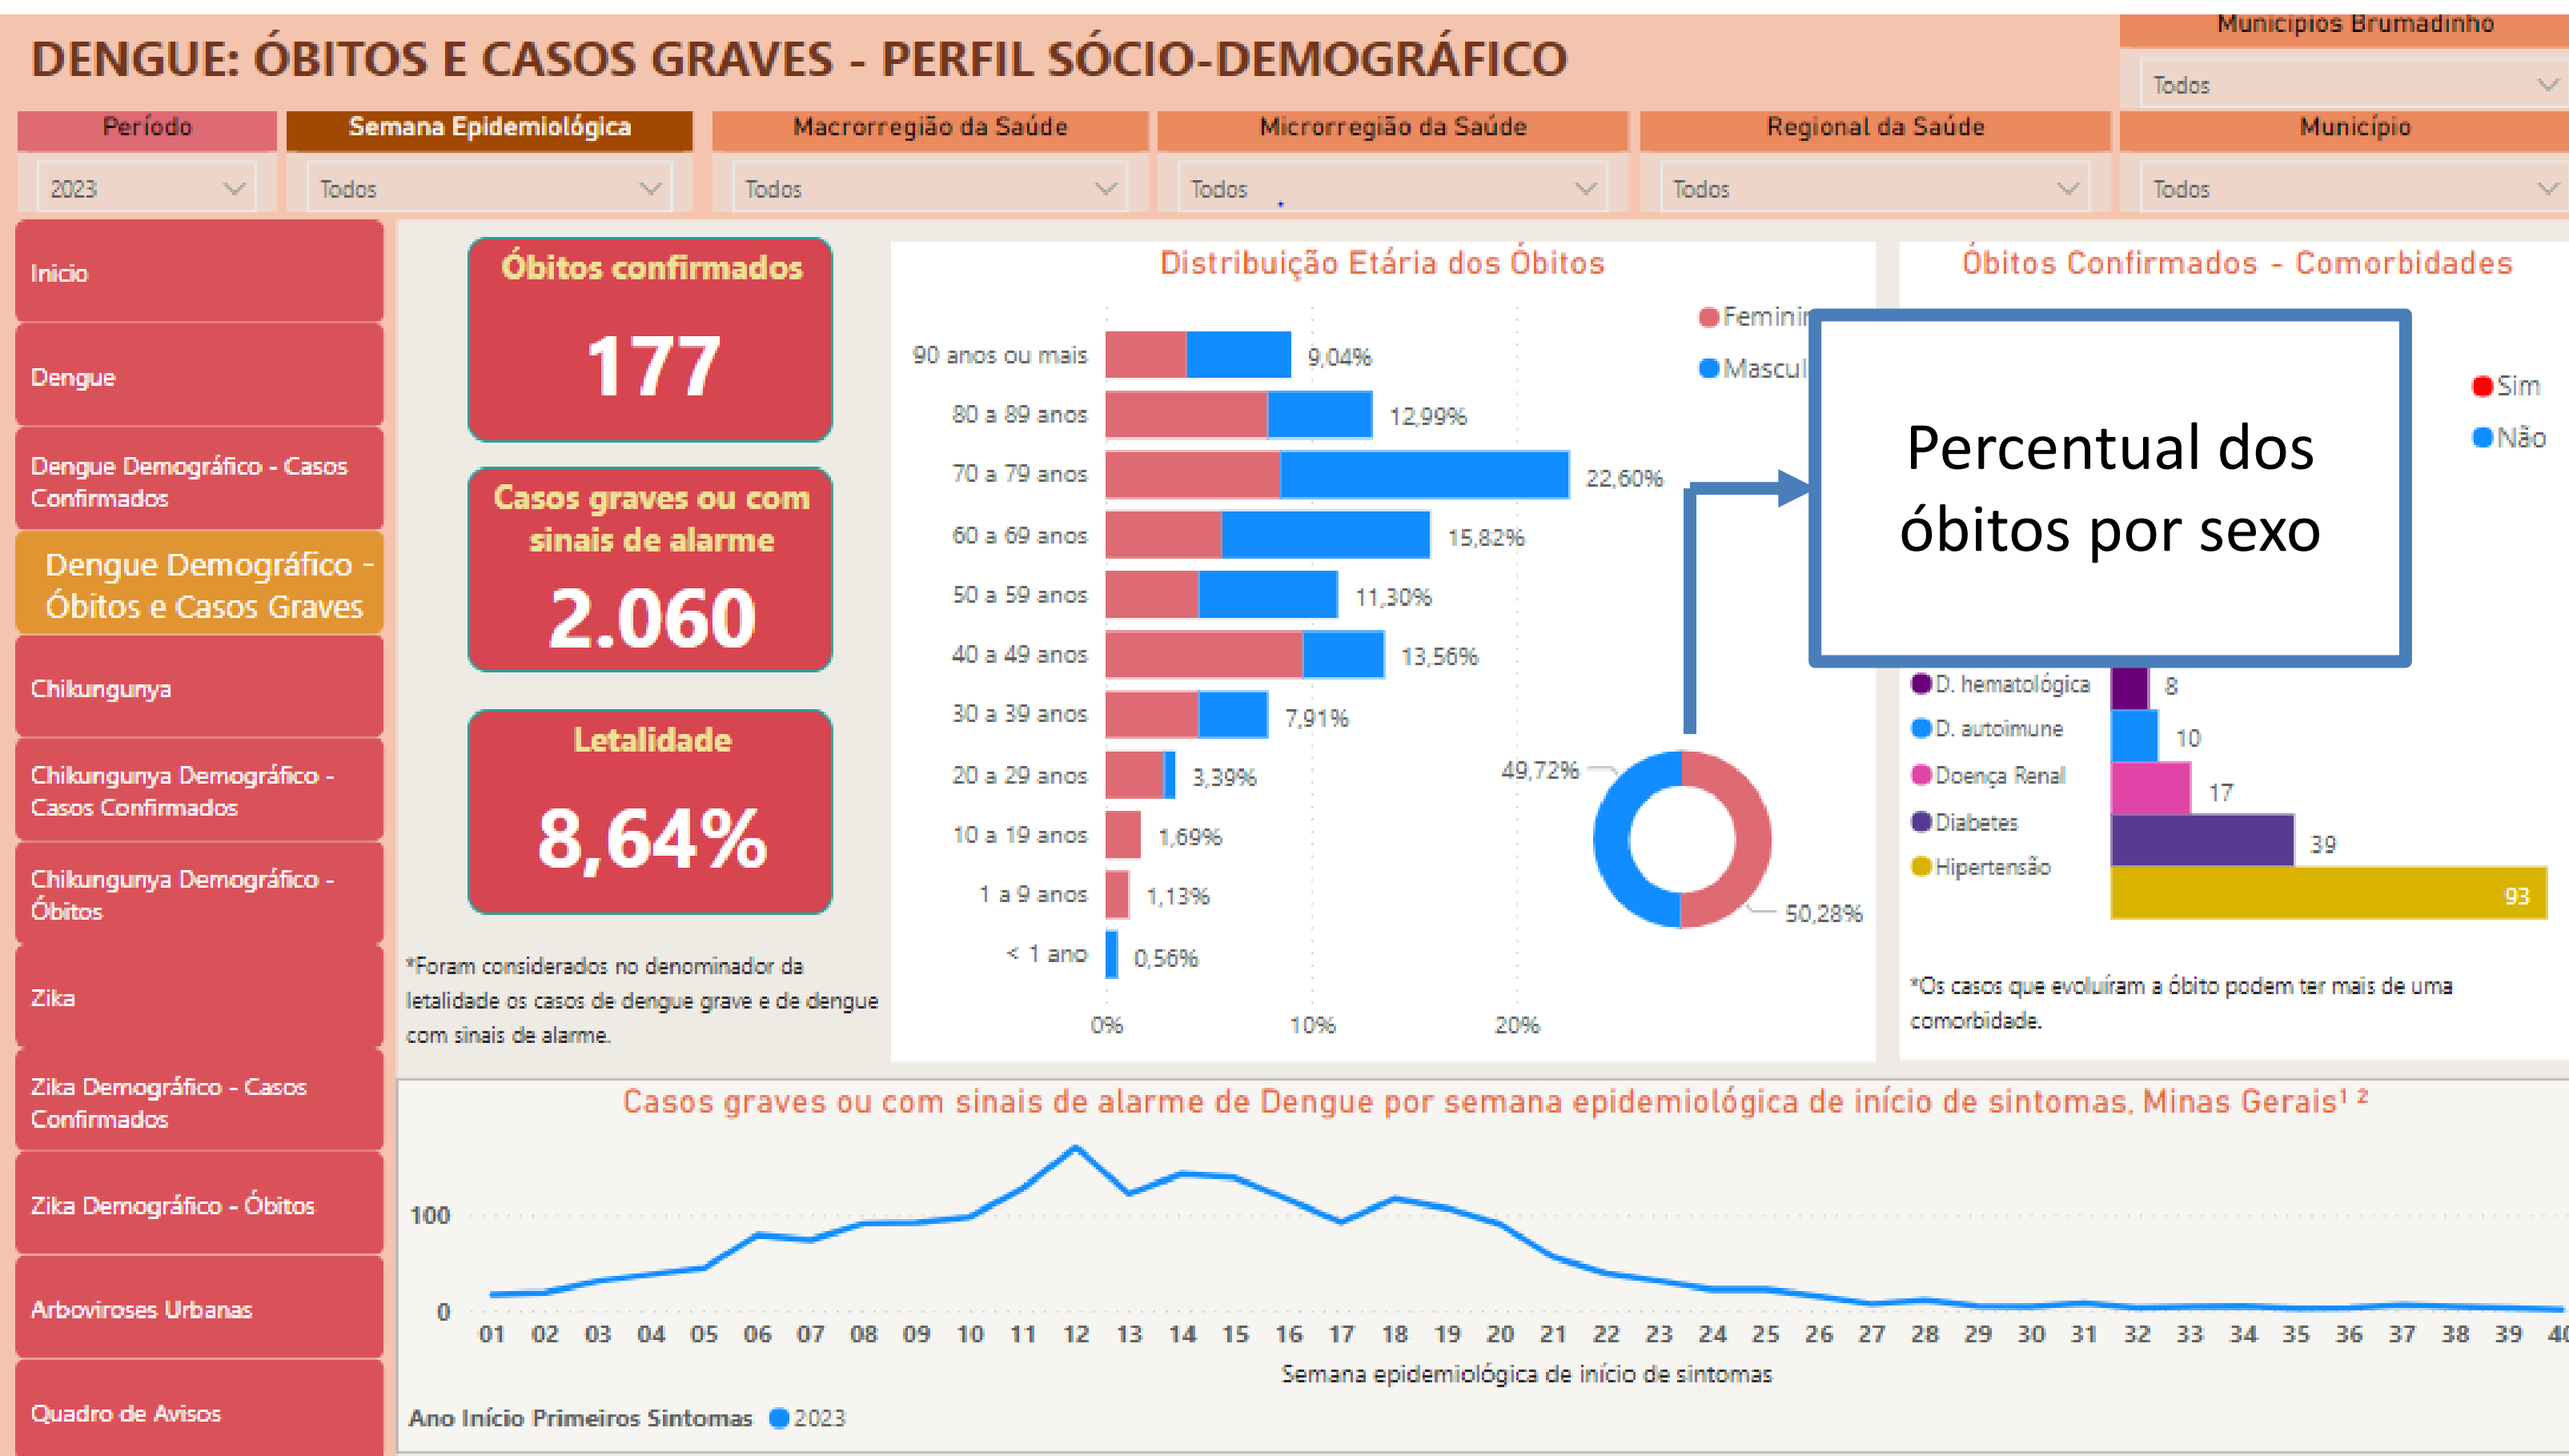 Municípios Brumadinho
DENGUE: ÓBITOS E CASOS GRAVES - PERFIL SÓCIO-DEMOGRÁFICO
Todos
Período
Semana Epidemiológica
Macrorregião da Saúde
Microrregião da Saúde
Regional da Saúde
Município
2023
Todos
Todos
Todos
Todos
Todos
Inicio
Dengue
Dengue Demográfico - Casos
Confirmados
Dengue Demográfico -
Óbitos e Casos Graves
Chikungunya
Chikungunya Demográfico -
Casos Confirmados
Chikungunya Demográfico -
Óbitos
Zika
Zika Demográfico - Casos
Confirmados
Zika Demográfico - Óbitos
Arboviroses Urbanas
Quadro de Avisos
Óbitos confirmados
177
Casos graves ou com
sinais de alarme
2.060
Letalidade
8,64%
*Foram considerados no denominador da
letalidade os casos de dengue grave e de dengue
com sinais de alarme.
Distribuição Etária dos Óbitos
Feminin
Mascul
90 anos ou mais 9,04%
80 a 89 anos 12,99%
70 a 79 anos 22,60%
60 a 69 anos 15,82%
50 a 59 anos 11,30%
40 a 49 anos 13,56%
30 a 39 anos 7,91%
20 a 29 anos 3,39%
10 a 19 anos 1,69%
1 a 9 anos 1,13%
< 1 ano 0,56%
0% 10% 20%
49,72%
50,28%
Óbitos Confirmados - Comorbidades
Percentual dos
óbitos por sexo
Sim
Não
D. hematológica 8
D. autoimune 10
Doença Renal 17
Diabetes 39
Hipertensão 93
*Os casos que evoluíram a óbito podem ter mais de uma
comorbidade.
Casos graves ou com sinais de alarme de Dengue por semana epidemiológica de início de sintomas, Minas Gerais¹ ²
100
0
01 02 03 04 05 06 07 08 09 10 11 12 13 14 15 16 17 18 19 20 21 22 23 24 25 26 27 28 29 30 31 32 33 34 35 36 37 38 39 40
Semana epidemiológica de início de sintomas
Ano Início Primeiros Sintomas 2023